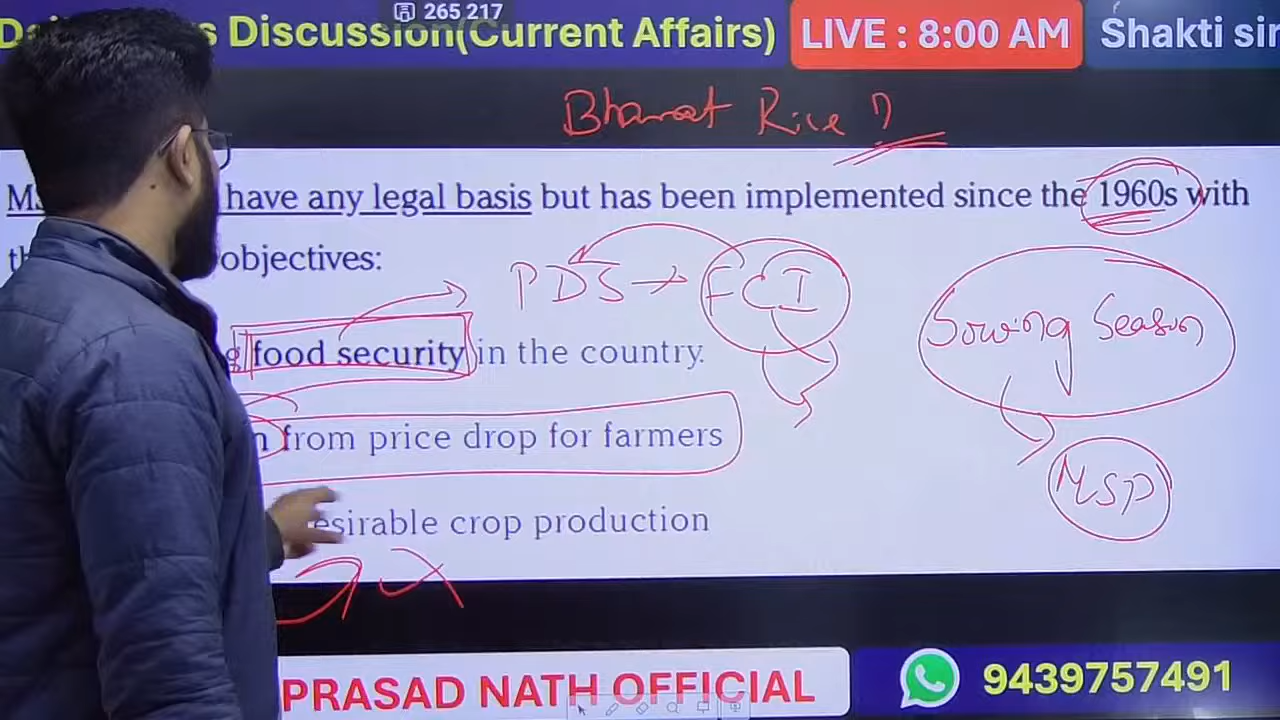 265 217
Discussion(Current Affairs) LIVE : 8:00 AM Shakti sir
Bharat Rice ?
have any legal basis but has been implemented since the 1960s with
objectives:
PDS → FCI
Sowing Season
food security in the country.
from price drop for farmers
MSP
esirable crop production
PRASAD NATH OFFICIAL 9439757491